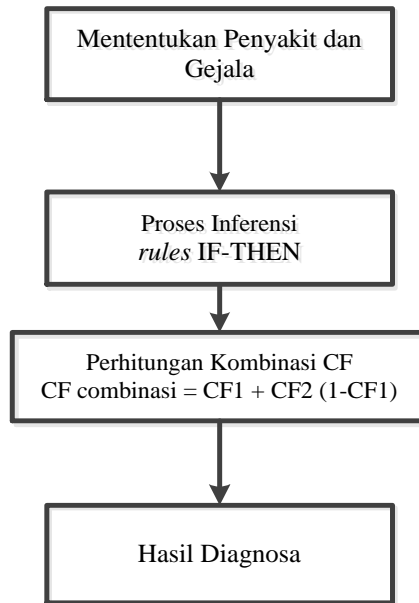 Mententukan Penyakit dan
Gejala
Proses Inferensi
rules IF-THEN
Perhitungan Kombinasi CF
CF combinasi = CF1 + CF2 (1-CF1)
Hasil Diagnosa